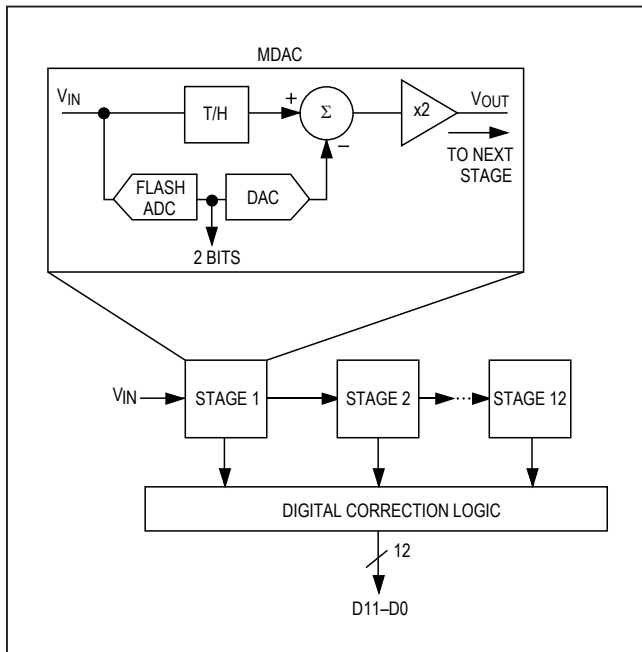 MDAC
VIN
T/H
+
Σ
−
x2
VOUT
TO NEXT
STAGE
FLASH
ADC
DAC
2 BITS
VIN
STAGE 1
STAGE 2
STAGE 12
DIGITAL CORRECTION LOGIC
12
D11–D0